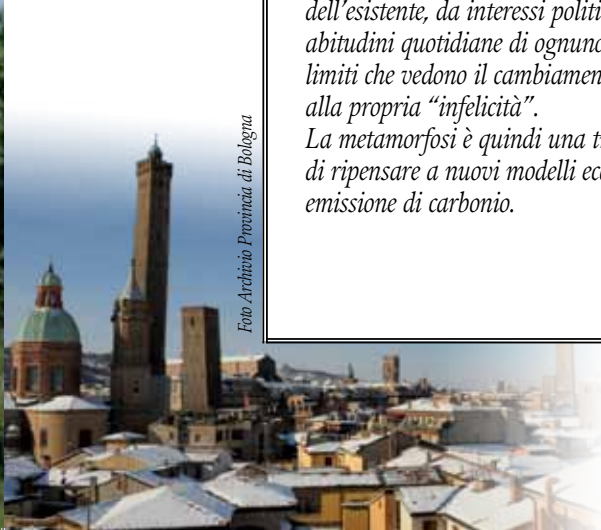 dell’esistente, da interessi politi
abitudini quotidiane di ognuno
limiti che vedono il cambiamen
alla propria “infelicità”.
La metamorfosi è quindi una t
di ripensare a nuovi modelli ec
emissione di carbonio.
Foto Archivio Provincia di Bologna